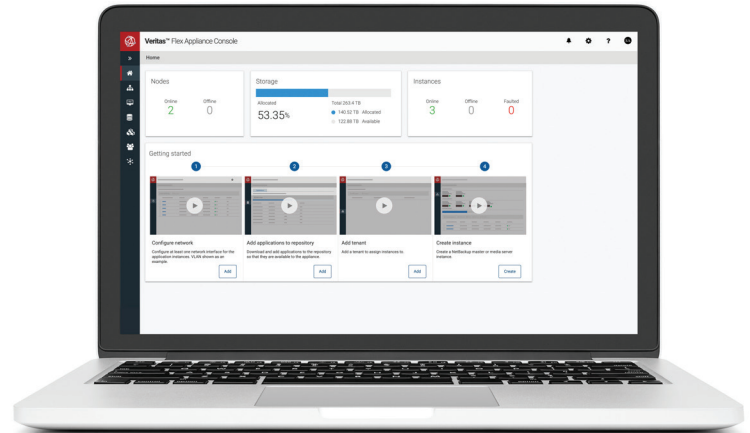 Veritas™ Flex Appliance Console
?
Home
Nodes
Online
2
Offline
0
Storage
Allocated
53.35%
Total 263.4 TB
140.52 TB Allocated
122.88 TB Available
Instances
Online
3
Offline
0
Faulted
0
Getting started
1
2
3
4
Configure network
Configure at least one network interface for the
application instances. VLAN shown as an
example.
Add
Add applications to repository
Download and add applications to the repository
so that they are available to the appliance.
Add
Add tenant
Add a tenant to assign instances to.
Add
Create instance
Create a NetBackup master or media server
instance.
Create